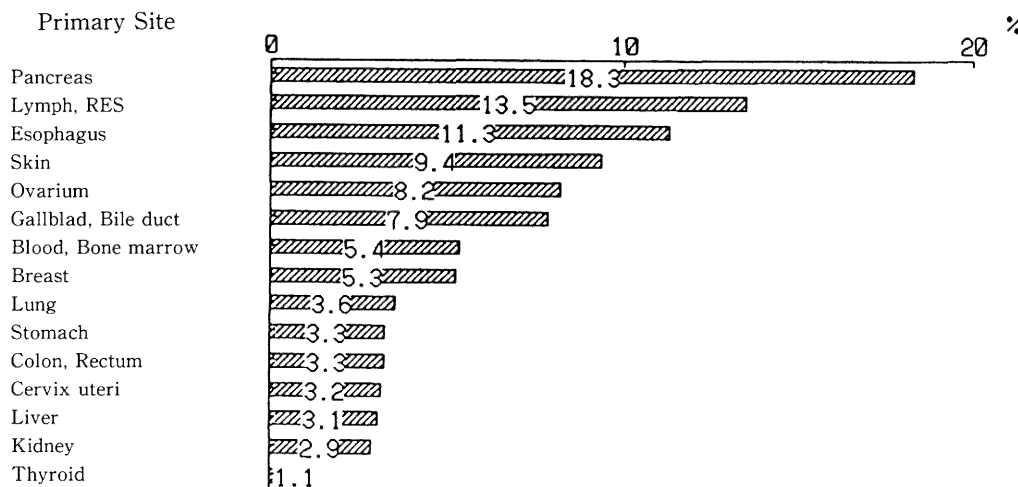 Primary Site
%
0 10 20
Pancreas 18.3
Lymph, RES 13.5
Esophagus 11.3
Skin 9.4
Ovarium 8.2
Gallblad, Bile duct 7.9
Blood, Bone marrow 5.4
Breast 5.3
Lung 3.6
Stomach 3.3
Colon, Rectum 3.3
Cervix uteri 3.2
Liver 3.1
Kidney 2.9
Thyroid 1.1